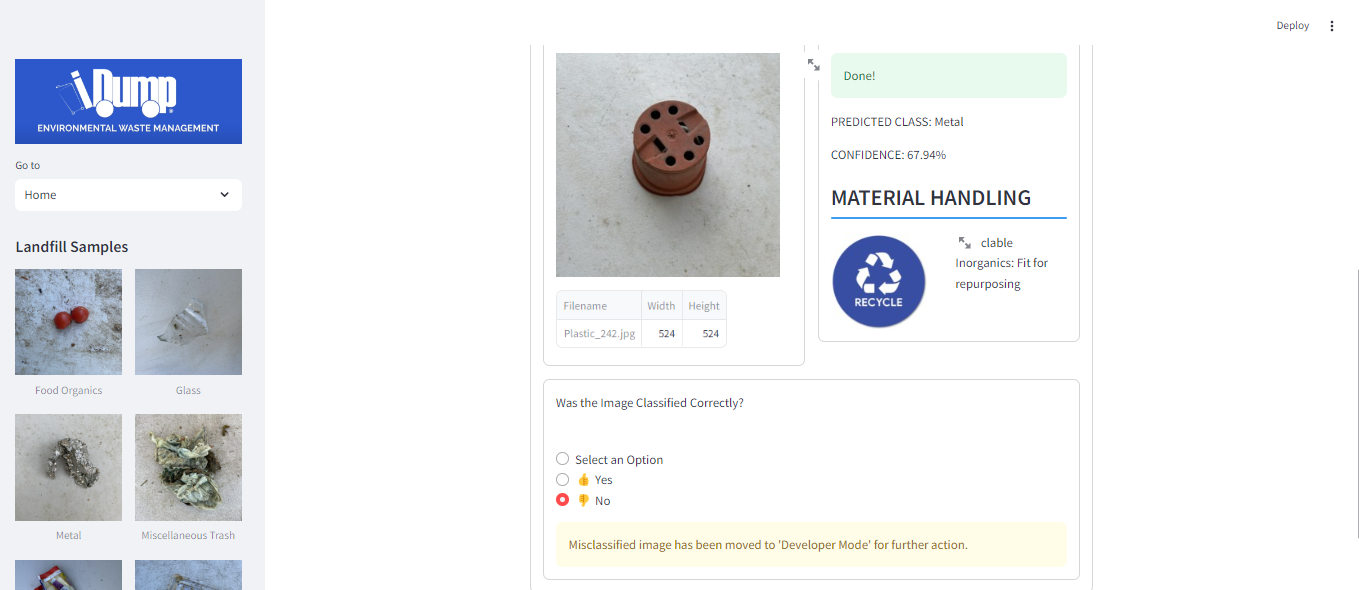 Deploy
Dump
ENVIRONMENTAL WASTE MANAGEMENT
Go to
Home
Landfill Samples
Food Organics
Glass
Metal
Miscellaneous Trash
Filename Width Height
Plastic_242.jpg 524 524
Done!
PREDICTED CLASS: Metal
CONFIDENCE: 67.94%
MATERIAL HANDLING
RECYCLE
clable
Inorganics: Fit for
repurposing
Was the Image Classified Correctly?
Select an Option
👍 Yes
👎 No
Misclassified image has been moved to 'Developer Mode' for further action.